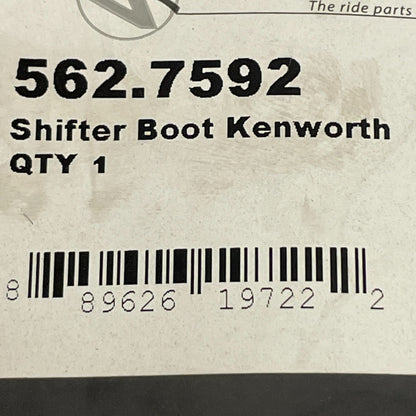 The ride parts
562.7592
Shifter Boot Kenworth
QTY 1
8 89626 19722 2